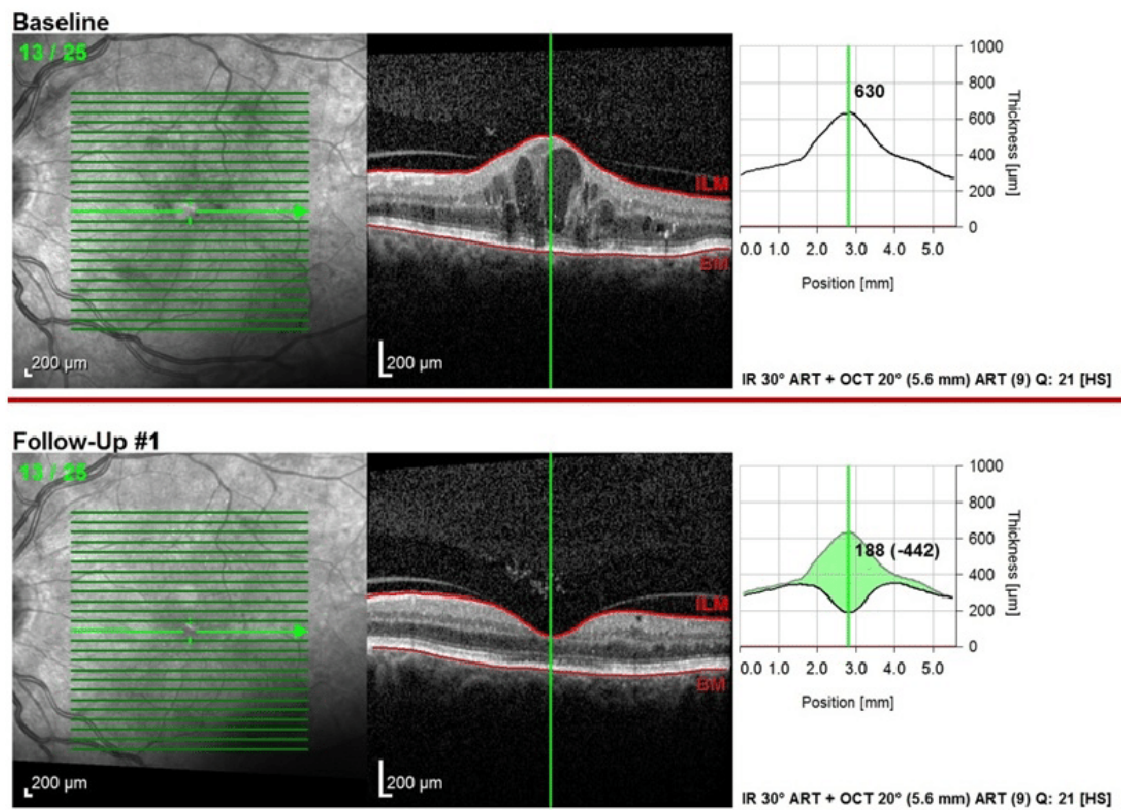 Baseline
13 / 25
200 µm
ILM
BM
200 µm
630
1000
800
600
400
200
0
Thickness [µm]
0.0 1.0 2.0 3.0 4.0 5.0
Position [mm]
IR 30° ART + OCT 20° (5.6 mm) ART (9) Q: 21 [HS]
Follow-Up #1
13 / 25
200 µm
ILM
BM
200 µm
188 (-442)
1000
800
600
400
200
0
Thickness [µm]
0.0 1.0 2.0 3.0 4.0 5.0
Position [mm]
IR 30° ART + OCT 20° (5.6 mm) ART (9) Q: 21 [HS]